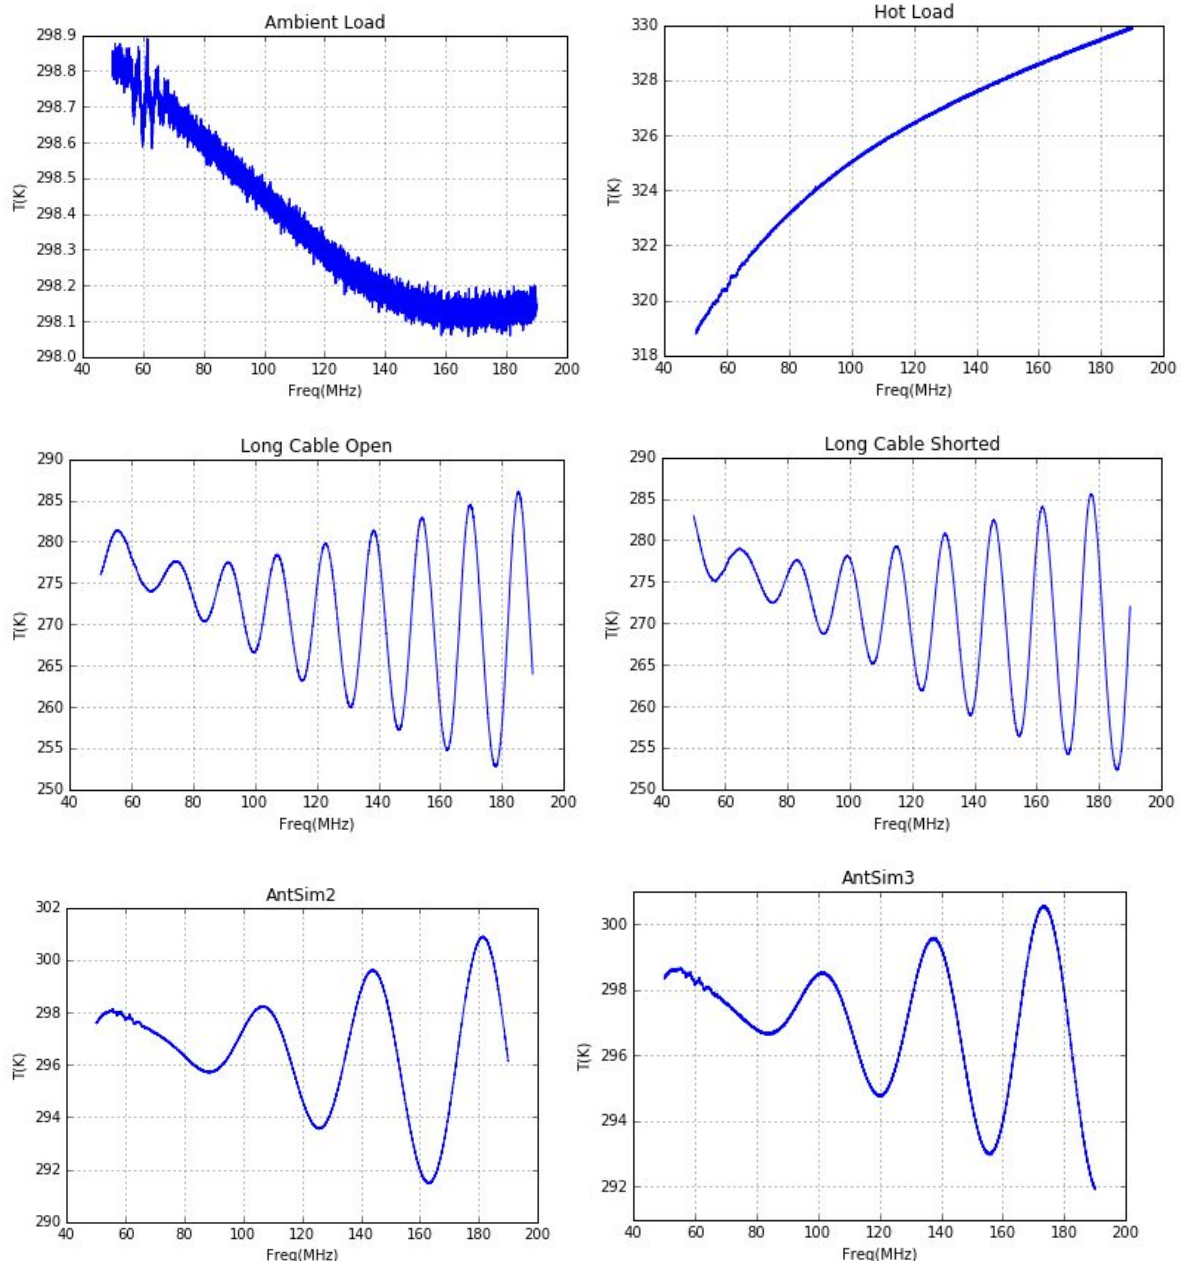 Ambient Load
298.9
298.8
298.7
298.6
298.5
298.4
298.3
298.2
298.1
298.0
T(K)
40 60 80 100 120 140 160 180 200
Freq(MHz)
Hot Load
330
328
326
324
322
320
318
T(K)
40 60 80 100 120 140 160 180 200
Freq(MHz)
Long Cable Open
290
285
280
275
270
265
260
255
250
T(K)
40 60 80 100 120 140 160 180 200
Freq(MHz)
Long Cable Shorted
290
285
280
275
270
265
260
255
250
T(K)
40 60 80 100 120 140 160 180 200
Freq(MHz)
AntSim2
302
300
298
296
294
292
290
T(K)
40 60 80 100 120 140 160 180 200
Freq(MHz)
AntSim3
300
298
296
294
292
T(K)
40 60 80 100 120 140 160 180 200
Freq(MHz)